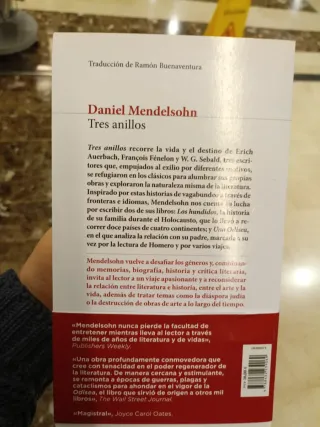 Traducción de Ramón Buenaventura
Daniel Mendelsohn
Tres anillos
Tres anillos recorre la vida y el destino de Erich
Auerbach, François Fénelon y W. G. Sebald, tres escri-
tores que, empujados al exilio por diferentes motivos,
se refugiaron en los clásicos para alumbrar sus propias
obras y exploraron la naturaleza misma de la literatura.
Inspirado por estas historias de vagabundeo a través de
fronteras e idiomas, Mendelsohn nos cuenta su lucha
por escribir dos de sus libros: Los hundidos, la historia
de su familia durante el Holocausto, que lo llevó a re-
correr doce países de cuatro continentes; y Una Odisea,
en el que analiza la relación con su padre, marcada a su
vez por la lectura de Homero y por varios viajes.
Mendelsohn vuelve a desafiar los géneros y, combinan-
do memorias, biografía, historia y crítica literaria,
invita al lector a un viaje apasionante y a reconsiderar
la relación entre literatura e historia, entre el arte y la
vida, además de tratar temas como la diáspora judía
o la destrucción de obras de arte a lo largo del tiempo.
«Mendelsohn nunca pierde la facultad de
entretener mientras lleva al lector a través
de miles de años de literatura y de vidas»,
Publishers Weekly.
«Una obra profundamente conmovedora que
cree con tenacidad en el poder regenerador de
la literatura. De manera cercana y estimulante,
se remonta a épocas de guerras, plagas y
cataclismos para ahondar en el vigor de la
Odisea, el libro que sirvió de origen a otros mil
libros», The Wall Street Journal.
«Magistral», Joyce Carol Oates.